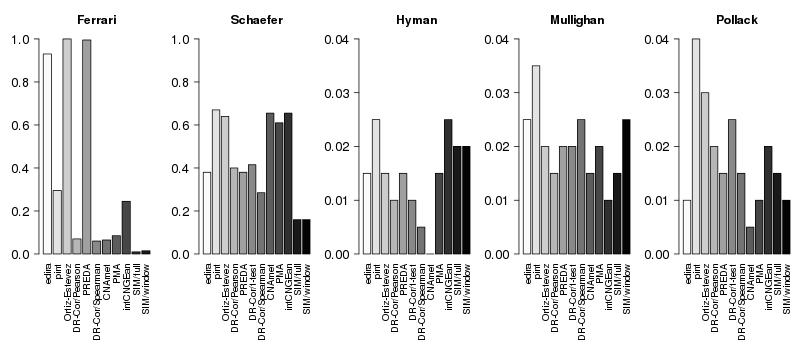 Ferrari
1.0
0.8
0.6
0.4
0.2
0.0
edira
pint
Ortiz-Estevez
DR-Cor/Pearson
PREDA
DR-Cor/Spearman
CNAmet
PMA
intCNGEan
SIM/full
SIM/window
Schaefer
1.0
0.8
0.6
0.4
0.2
0.0
edira
pint
Ortiz-Estevez
DR-Cor/Pearson
PREDA
DR-Cor/t-test
DR-Cor/Spearman
CNAmet
PMA
intCNGEan
SIM/full
SIM/window
Hyman
0.04
0.03
0.02
0.01
0.00
edira
pint
Ortiz-Estevez
DR-Cor/Pearson
PREDA
DR-Cor/t-test
DR-Cor/Spearman
CNAmet
PMA
intCNGEan
SIM/full
SIM/window
Mullighan
0.04
0.03
0.02
0.01
0.00
edira
pint
Ortiz-Estevez
DR-Cor/Pearson
PREDA
DR-Cor/t-test
DR-Cor/Spearman
CNAmet
PMA
intCNGEan
SIM/full
SIM/window
Pollack
0.04
0.03
0.02
0.01
0.00
edira
pint
Ortiz-Estevez
DR-Cor/Pearson
PREDA
DR-Cor/t-test
DR-Cor/Spearman
CNAmet
PMA
intCNGEan
SIM/full
SIM/window